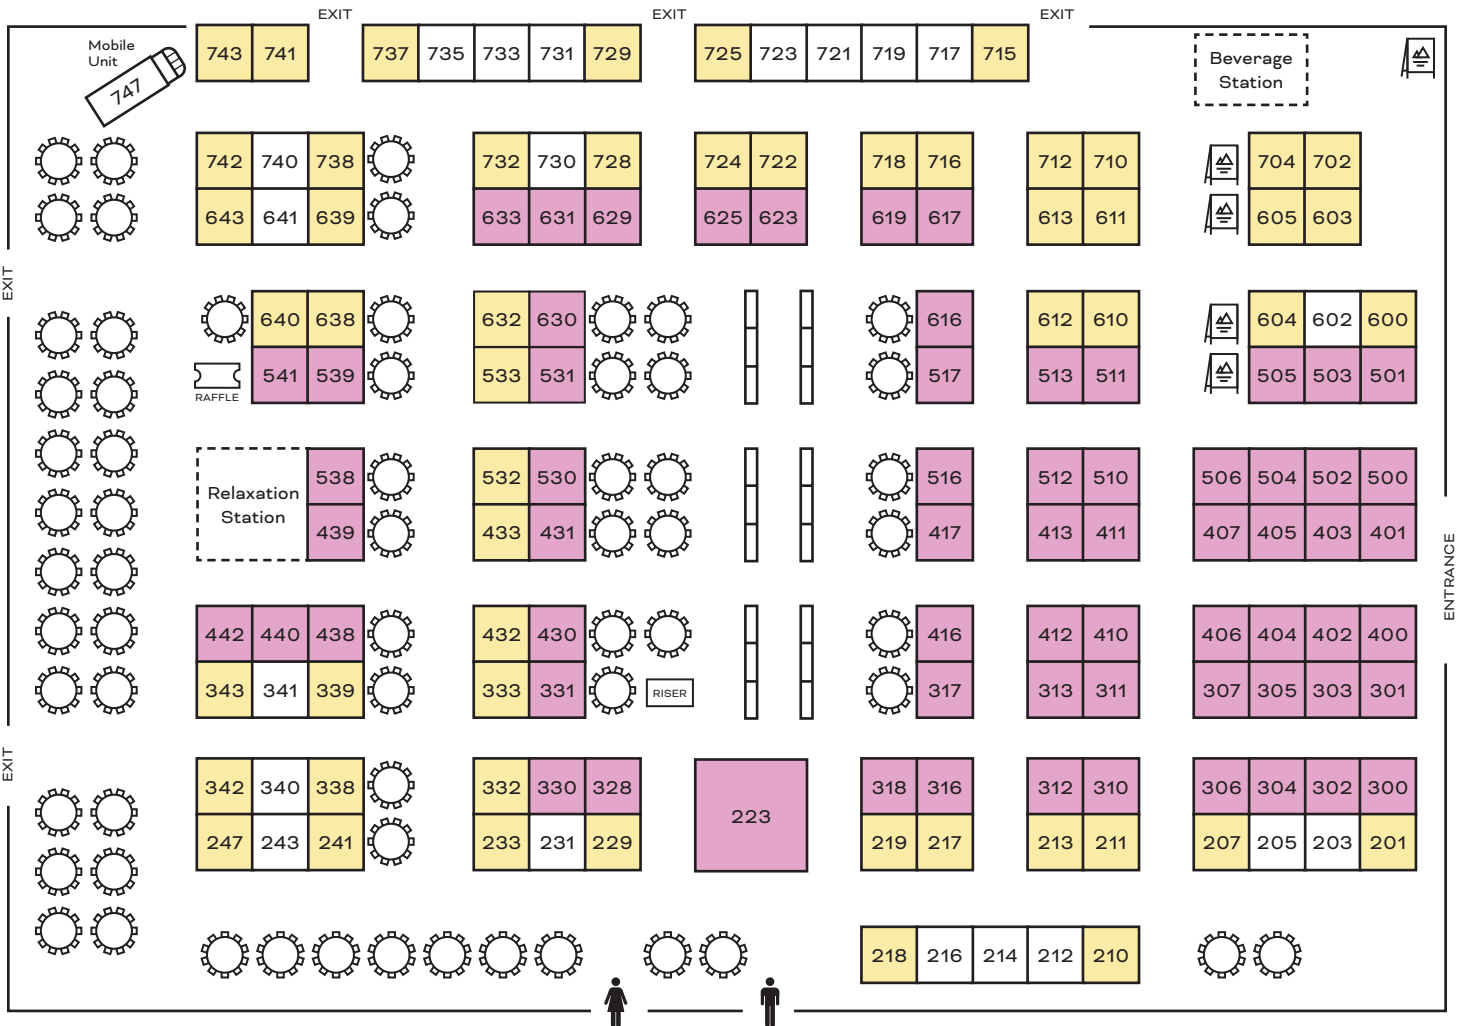 EXIT EXIT EXIT
Mobile
Unit
747
743 741 737 735 733 731 729 725 723 721 719 717 715
Beverage
Station
742 740 738 732 730 728 724 722 718 716 712 710 704 702
643 641 639 633 631 629 625 623 619 617 613 611 605 603
EXIT
640 638 632 630 616 612 610 604 602 600
541 539 533 531 517 513 511 505 503 501
RAFFLE
Relaxation
Station
538 532 530 516 512 510 506 504 502 500
439 433 431 417 413 411 407 405 403 401
ENTRANCE
442 440 438 432 430 416 412 410 406 404 402 400
343 341 339 333 331 RISER 317 313 311 307 305 303 301
EXIT
342 340 338 332 330 328 318 316 312 310 306 304 302 300
223
247 243 241 233 231 229 219 217 213 211 207 205 203 201
218 216 214 212 210